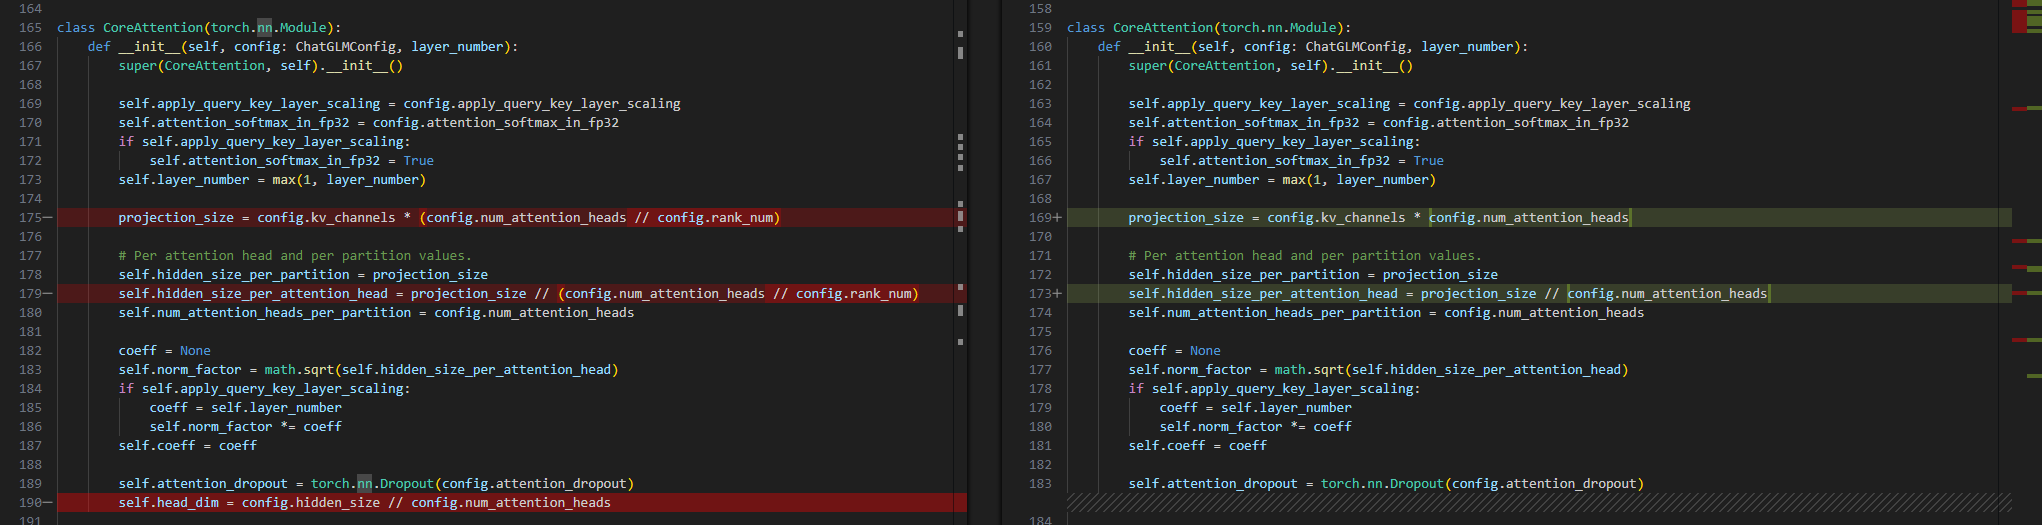 164
165 class CoreAttention(torch.nn.Module):
166     def __init__(self, config: ChatGLMConfig, layer_number):
167         super(CoreAttention, self).__init__()
168
169         self.apply_query_key_layer_scaling = config.apply_query_key_layer_scaling
170         self.attention_softmax_in_fp32 = config.attention_softmax_in_fp32
171         if self.apply_query_key_layer_scaling:
172             self.attention_softmax_in_fp32 = True
173         self.layer_number = max(1, layer_number)
174
175—         projection_size = config.kv_channels * (config.num_attention_heads // config.rank_num)
176
177         # Per attention head and per partition values.
178         self.hidden_size_per_partition = projection_size
179—         self.hidden_size_per_attention_head = projection_size // (config.num_attention_heads // config.rank_num)
180         self.num_attention_heads_per_partition = config.num_attention_heads
181
182         coeff = None
183         self.norm_factor = math.sqrt(self.hidden_size_per_attention_head)
184         if self.apply_query_key_layer_scaling:
185             coeff = self.layer_number
186             self.norm_factor *= coeff
187         self.coeff = coeff
188
189         self.attention_dropout = torch.nn.Dropout(config.attention_dropout)
190—         self.head_dim = config.hidden_size // config.num_attention_heads
191
158
159 class CoreAttention(torch.nn.Module):
160     def __init__(self, config: ChatGLMConfig, layer_number):
161         super(CoreAttention, self).__init__()
162
163         self.apply_query_key_layer_scaling = config.apply_query_key_layer_scaling
164         self.attention_softmax_in_fp32 = config.attention_softmax_in_fp32
165         if self.apply_query_key_layer_scaling:
166             self.attention_softmax_in_fp32 = True
167         self.layer_number = max(1, layer_number)
168
169+         projection_size = config.kv_channels * config.num_attention_heads
170
171         # Per attention head and per partition values.
172         self.hidden_size_per_partition = projection_size
173+         self.hidden_size_per_attention_head = projection_size // config.num_attention_heads
174         self.num_attention_heads_per_partition = config.num_attention_heads
175
176         coeff = None
177         self.norm_factor = math.sqrt(self.hidden_size_per_attention_head)
178         if self.apply_query_key_layer_scaling:
179             coeff = self.layer_number
180             self.norm_factor *= coeff
181         self.coeff = coeff
182
183         self.attention_dropout = torch.nn.Dropout(config.attention_dropout)
184